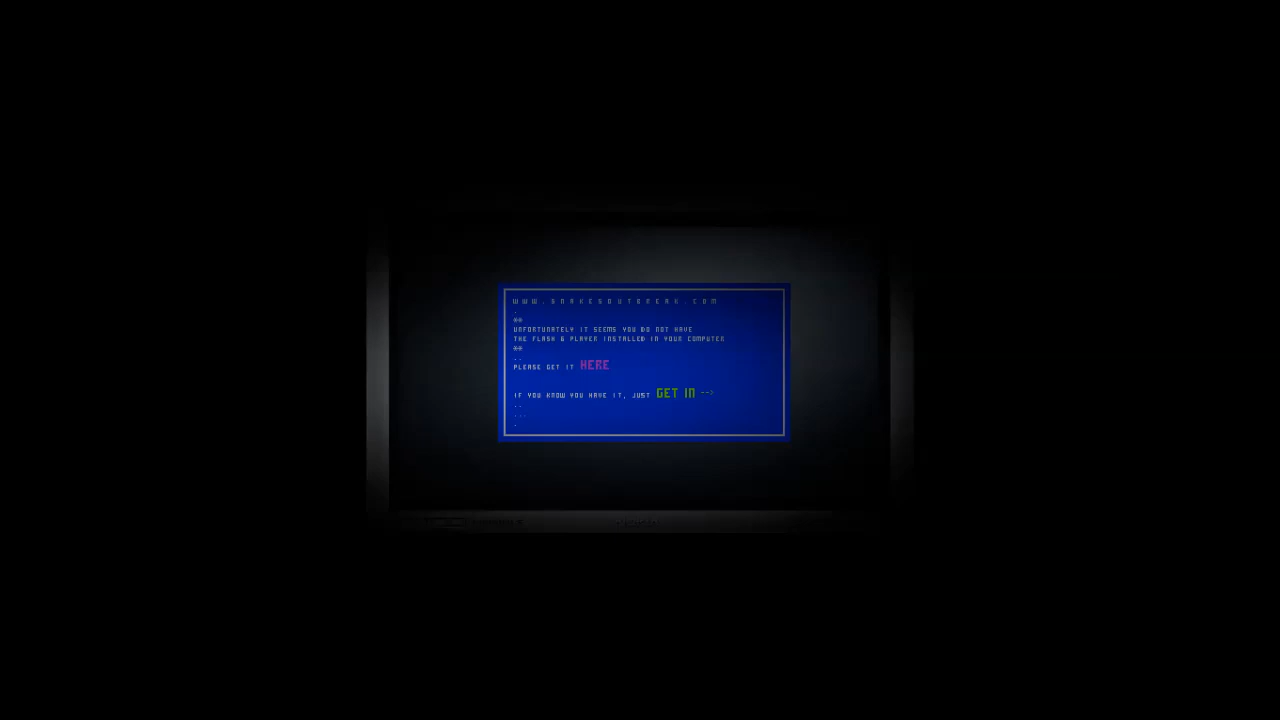 WWW.SNAKESOUTBREAK.COM
.
**
UNFORTUNATELY IT SEEMS YOU DO NOT HAVE
THE FLASH 6 PLAYER INSTALLED IN YOUR COMPUTER
**
..
PLEASE GET IT HERE
IF YOU KNOW YOU HAVE IT, JUST GET IN -->
..
...
.